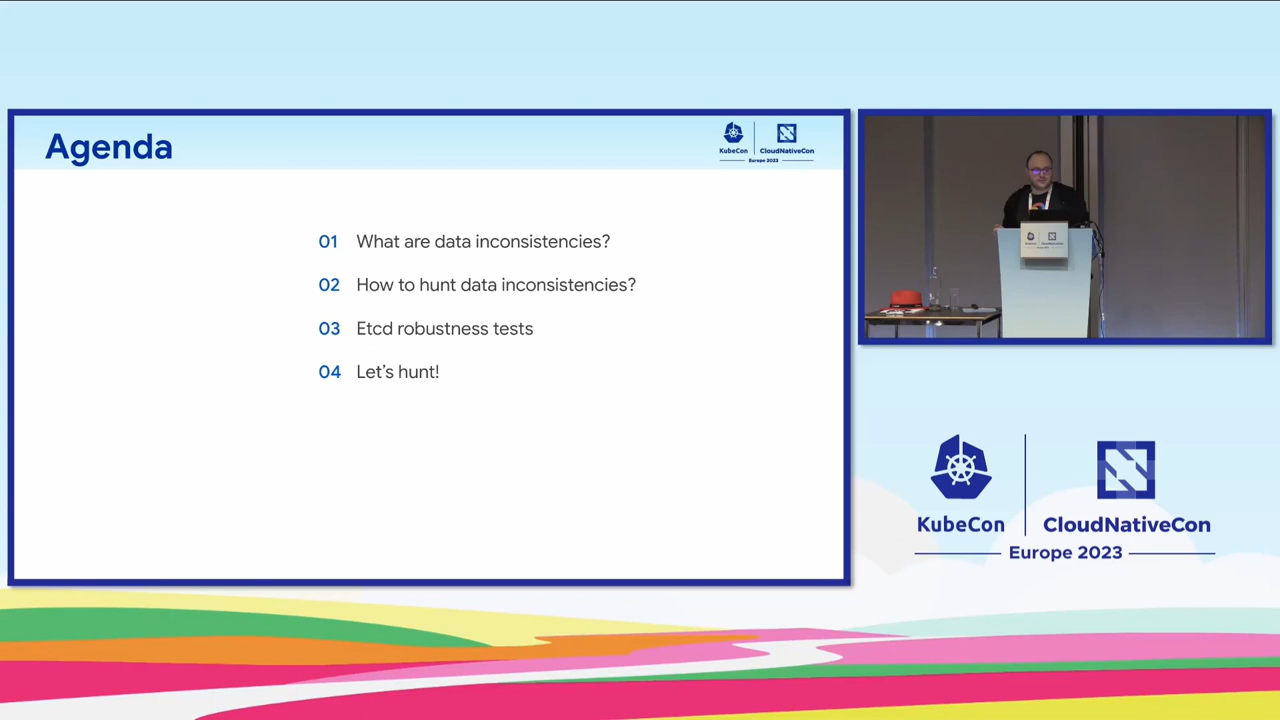 Agenda
KubeCon
CloudNativeCon
Europe 2023
01 What are data inconsistencies?
02 How to hunt data inconsistencies?
03 Etcd robustness tests
04 Let's hunt!
KubeCon
CloudNativeCon
Europe 2023